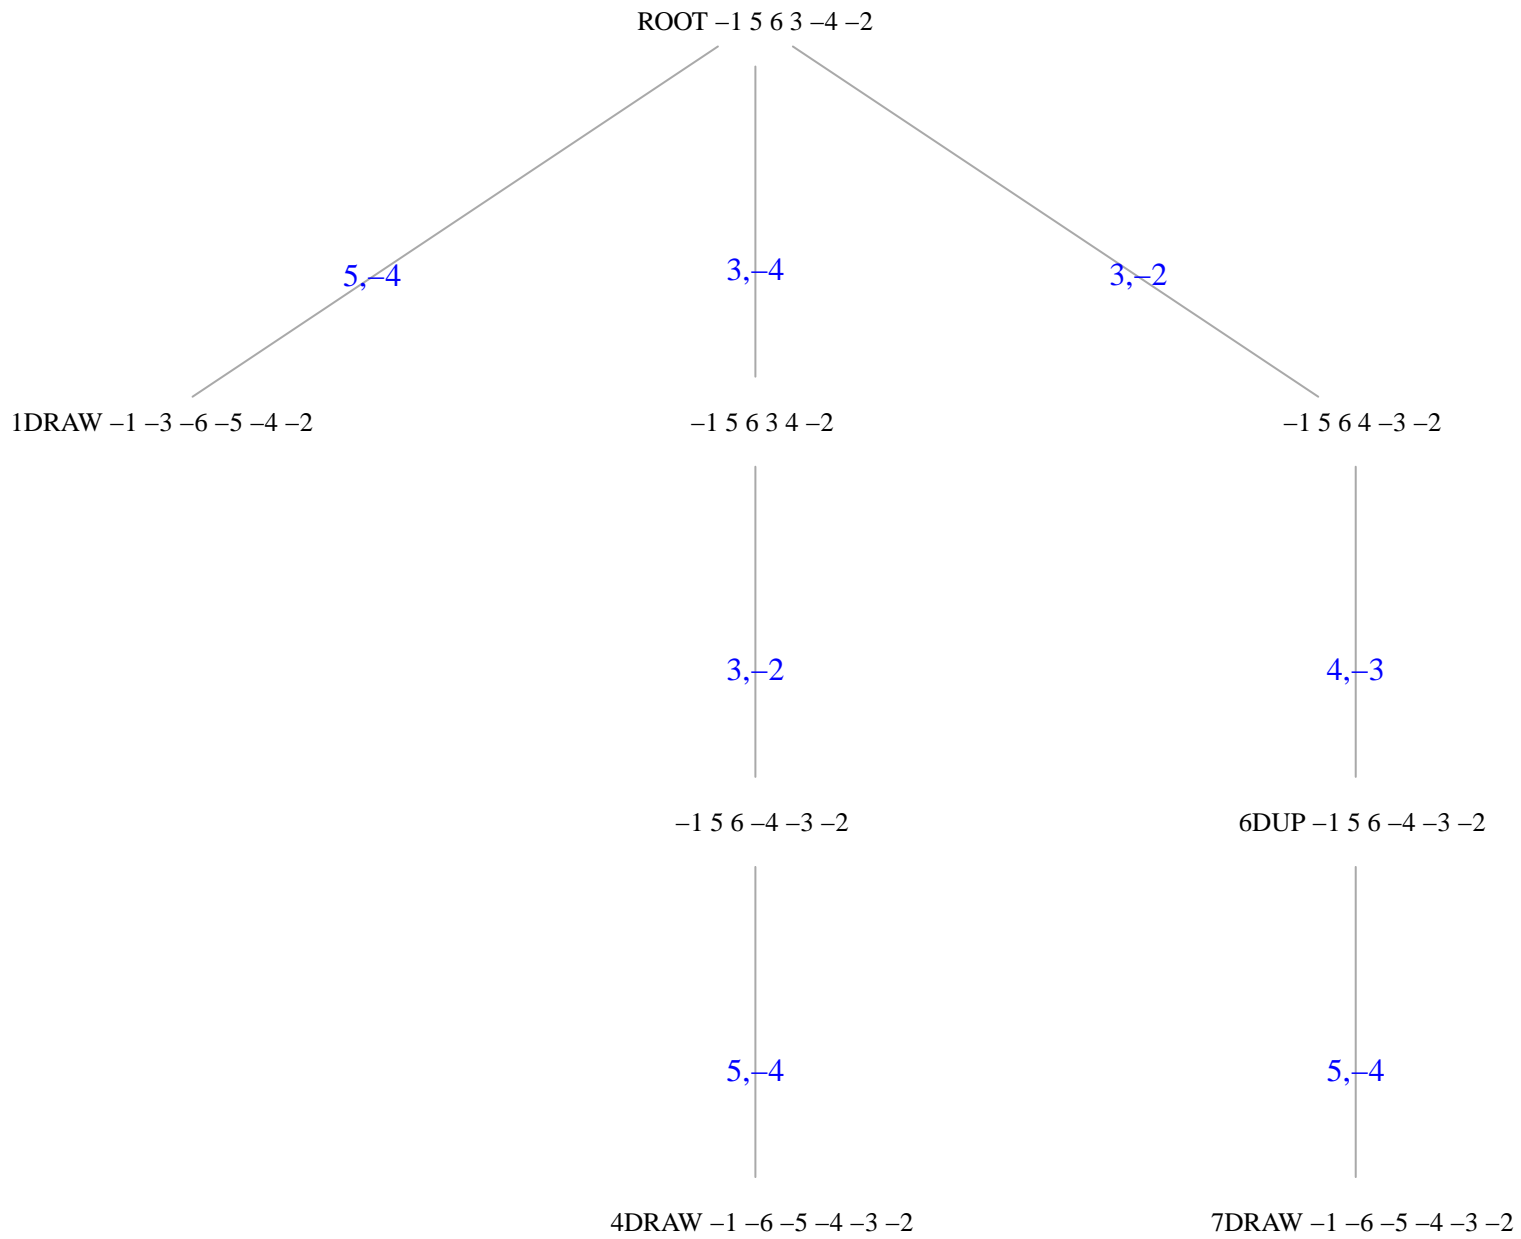 ROOT –1 5 6 3 –4 –2
5,–4
3,–4
3,–2
1DRAW –1 –3 –6 –5 –4 –2
–1 5 6 3 4 –2
–1 5 6 4 –3 –2
3,–2
4,–3
–1 5 6 –4 –3 –2
6DUP –1 5 6 –4 –3 –2
5,–4
5,–4
4DRAW –1 –6 –5 –4 –3 –2
7DRAW –1 –6 –5 –4 –3 –2